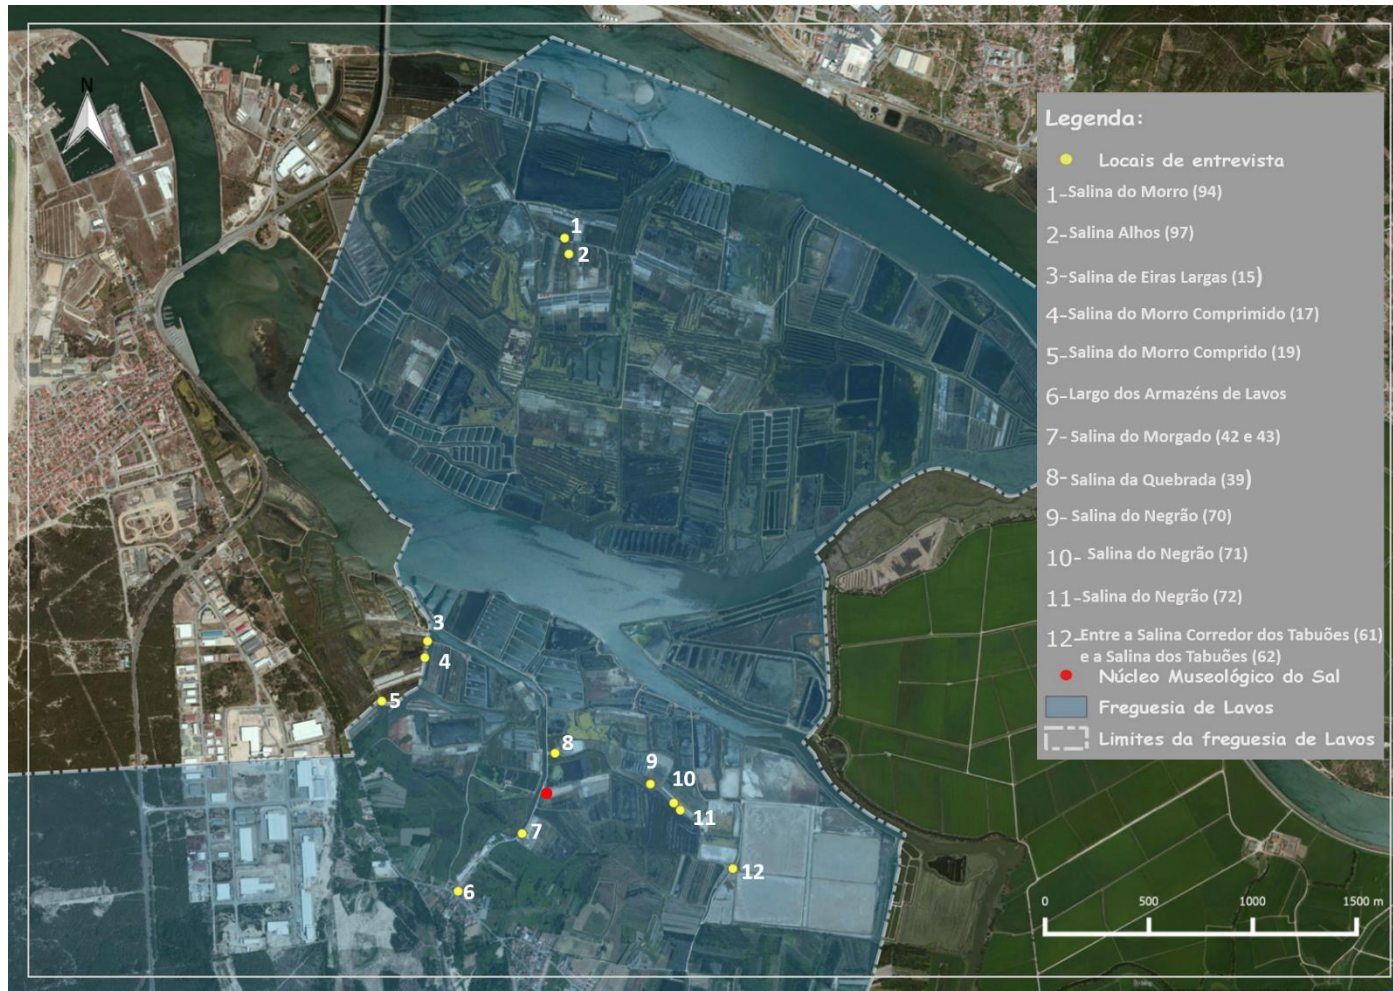 N
1
2
3
4
5
6
7
8
9
10
11
12
Legenda:
Locais de entrevista
1-Salina do Morro (94)
2-Salina Alhos (97)
3-Salina de Eiras Largas (15)
4-Salina do Morro Comprimido (17)
5-Salina do Morro Comprido (19)
6-Largo dos Armazéns de Lavos
7-Salina do Morgado (42 e 43)
8-Salina da Quebrada (39)
9-Salina do Negrão (70)
10- Salina do Negrão (71)
11-Salina do Negrão (72)
12-Entre a Salina Corredor dos Tabuões (61)
e a Salina dos Tabuões (62)
Núcleo Museológico do Sal
Freguesia de Lavos
Limites da freguesia de Lavos
0 500 1000 1500 m